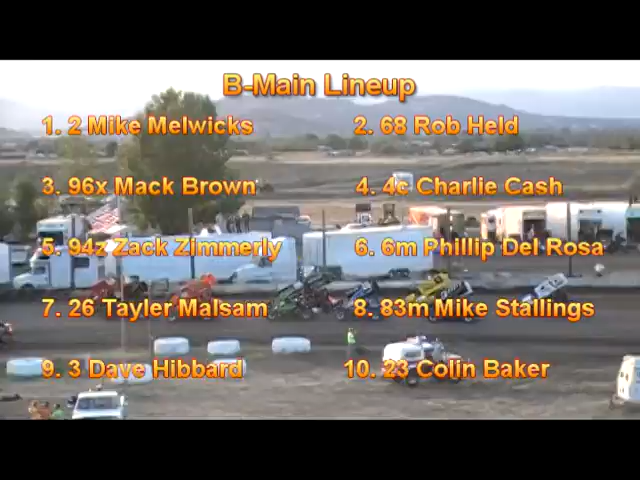 B-Main Lineup
1. 2 Mike Melwicks 2. 68 Rob Held
3. 96x Mack Brown 4. 4c Charlie Cash
5. 94z Zack Zimmerly 6. 6m Phillip Del Rosa
7. 26 Tayler Malsam 8. 83m Mike Stallings
9. 3 Dave Hibbard 10. 23 Colin Baker